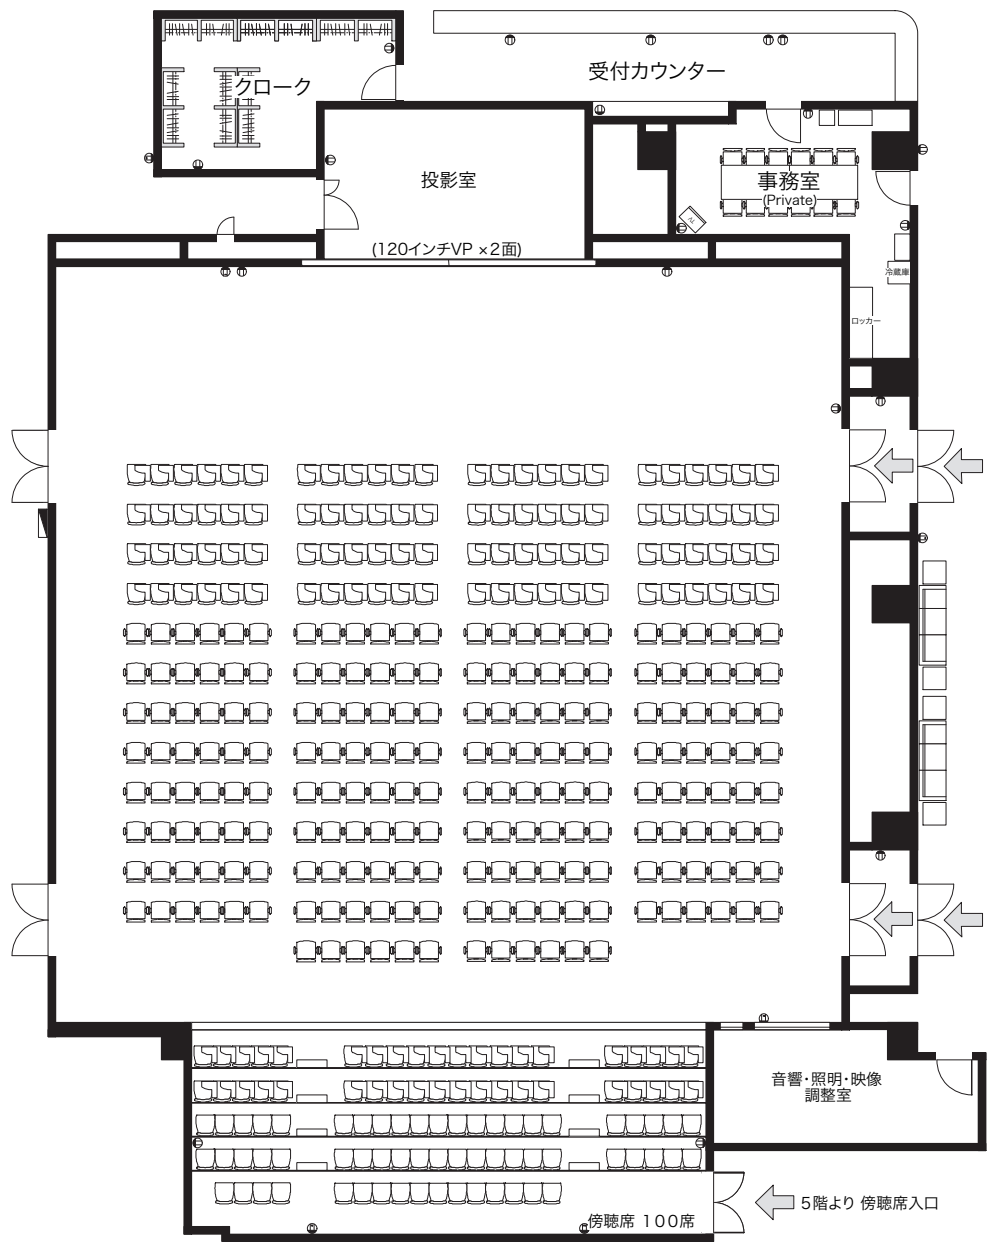 受付カウンター
クローク
投影室
事務室
(Private)
TV
(120インチVP ×2面)
冷蔵庫
ロッカー
音響・照明・映像
調整室
5階より 傍聴席入口
傍聴席 100席